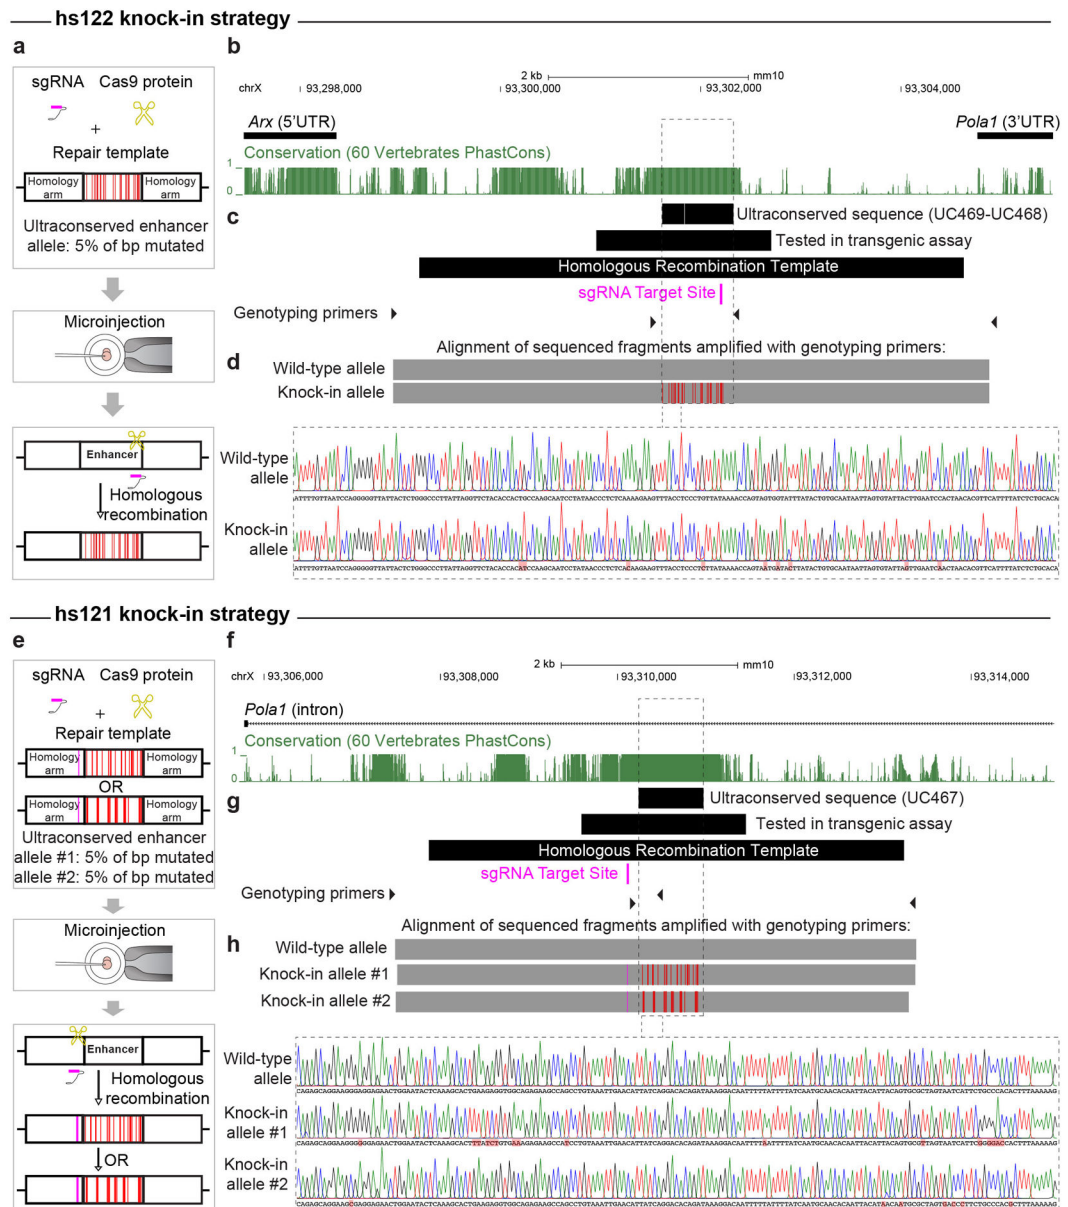 hs122 knock-in strategy
a
sgRNA Cas9 protein
+
Repair template
Homology arm
Homology arm
Ultraconserved enhancer
allele: 5% of bp mutated
Microinjection
Enhancer
Homologous
recombination
b
2 kb mm10
chrX 93,298,000 93,300,000 93,302,000 93,304,000
Arx (5'UTR) Pola1 (3'UTR)
Conservation (60 Vertebrates PhastCons)
1
0
c
Ultraconserved sequence (UC469-UC468)
Tested in transgenic assay
Homologous Recombination Template
sgRNA Target Site
Genotyping primers
d
Alignment of sequenced fragments amplified with genotyping primers:
Wild-type allele
Knock-in allele
Wild-type
allele
Knock-in
allele
hs121 knock-in strategy
e
sgRNA Cas9 protein
+
Repair template
Homology arm
Homology arm
OR
Homology arm
Homology arm
Ultraconserved enhancer
allele #1: 5% of bp mutated
allele #2: 5% of bp mutated
Microinjection
Enhancer
Homologous
recombination
OR
f
2 kb mm10
chrX 93,306,000 93,308,000 93,310,000 93,312,000 93,314,000
Pola1 (intron)
Conservation (60 Vertebrates PhastCons)
1
0
g
Ultraconserved sequence (UC467)
Tested in transgenic assay
Homologous Recombination Template
sgRNA Target Site
Genotyping primers
Alignment of sequenced fragments amplified with genotyping primers:
h
Wild-type allele
Knock-in allele #1
Knock-in allele #2
Wild-type
allele
Knock-in
allele #1
Knock-in
allele #2